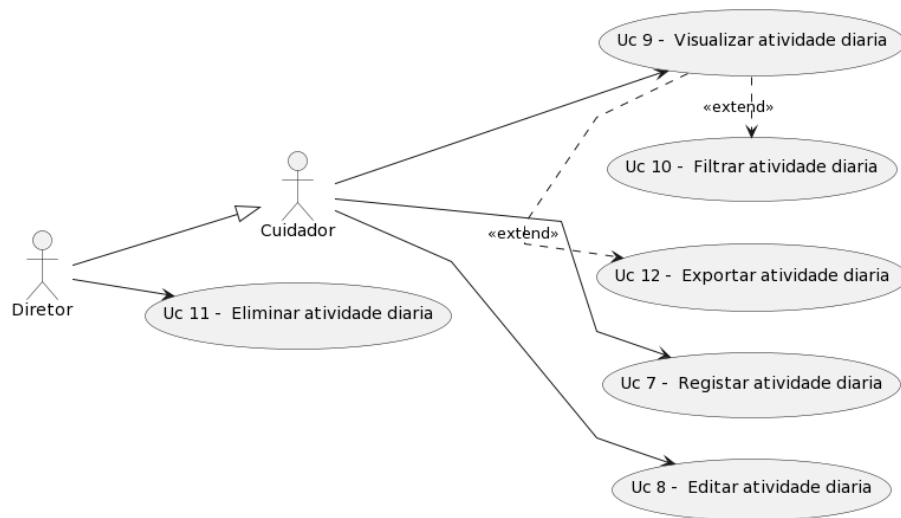 Uc 9 -  Visualizar atividade diaria
«extend»
Uc 10 -  Filtrar atividade diaria
Cuidador
«extend»
Uc 12 -  Exportar atividade diaria
Diretor
Uc 11 -  Eliminar atividade diaria
Uc 7 -  Registar atividade diaria
Uc 8 -  Editar atividade diaria